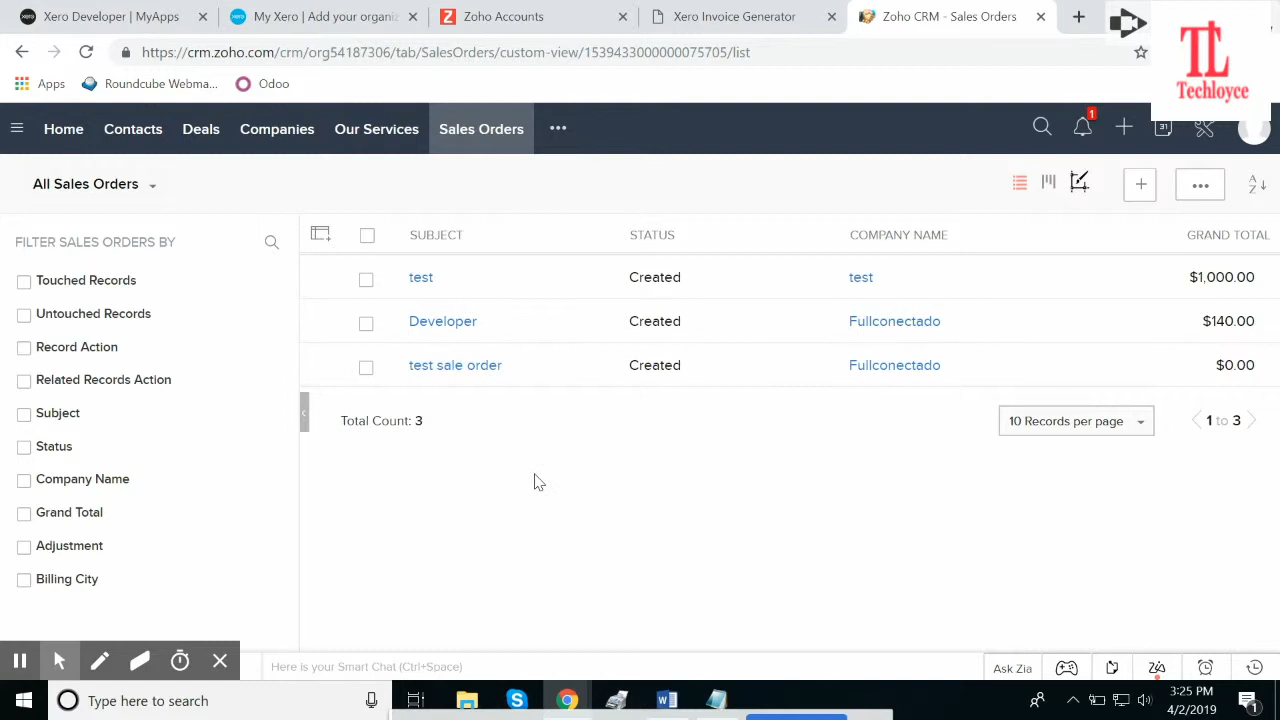 Xero Developer | MyApps
My Xero | Add your organiz
Zoho Accounts
Xero Invoice Generator
Zoho CRM - Sales Orders
https://crm.zoho.com/crm/org54187306/tab/SalesOrders/custom-view/1539433000000075705/list
TL
Techloyce
Apps
Roundcube Webma...
Odoo
Home
Contacts
Deals
Companies
Our Services
Sales Orders
1
31
All Sales Orders
A
Z
FILTER SALES ORDERS BY
SUBJECT STATUS COMPANY NAME GRAND TOTAL
Touched Records
Untouched Records
Record Action
Related Records Action
Subject
Status
Company Name
Grand Total
Adjustment
Billing City
test Created test $1,000.00
Developer Created Fullconectado $140.00
test sale order Created Fullconectado $0.00
Total Count: 3
10 Records per page
1 to 3
Here is your Smart Chat (Ctrl+Space)
Ask Zia
Type here to search
3:25 PM
4/2/2019
1